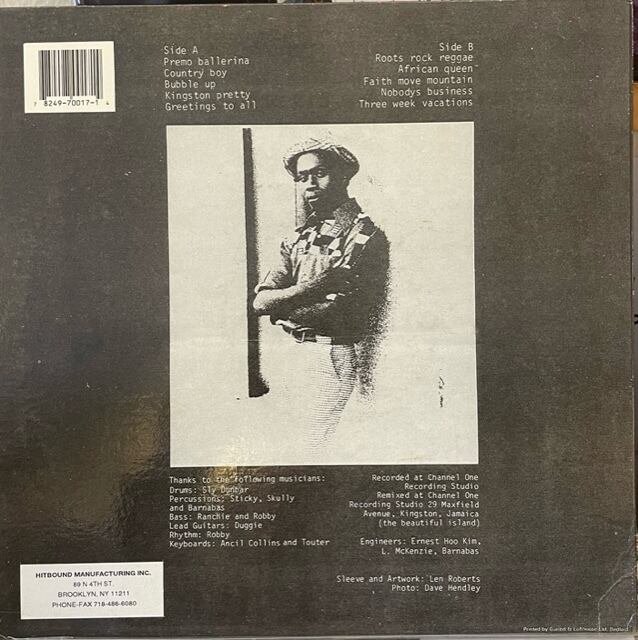 Side A
Premo ballerina
Country boy
Bubble up
Kingston pretty
Greetings to all
Side B
Roots rock reggae
African queen
Faith move mountain
Nobodys business
Three week vacations
7 8249-70017-1 4
Thanks to the following musicians:
Drums: Sly Dunbar
Percussions: Sticky, Skully
and Barnabas
Bass: Ranchie and Robby
Lead Guitars: Duggie
Rhythm: Robby
Keyboards: Ancil Collins and Touter
Recorded at Channel One
Recording Studio
Remixed at Channel One
Recording Studio 29 Maxfield
Avenue, Kingston, Jamaica
(the beautiful island)
Engineers: Ernest Hoo Kim,
L. McKenzie, Barnabas
Sleeve and Artwork: Len Roberts
Photo: Dave Hendley
HITBOUND MANUFACTURING INC.
89 N 4TH ST.
BROOKLYN, NY 11211
PHONE-FAX 718-486-6080
Printed by & Lofthouse Ltd.